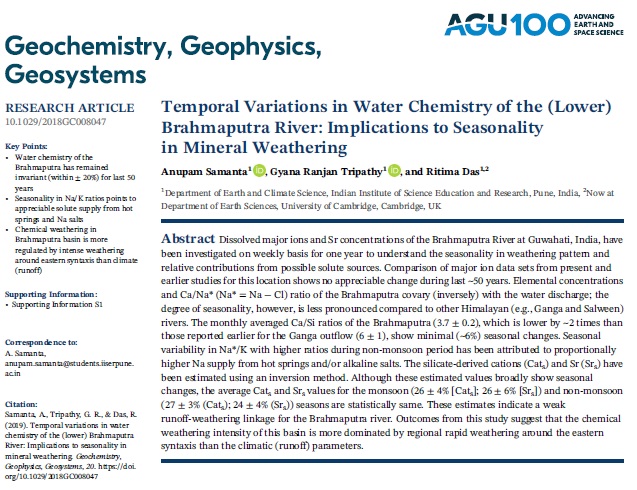 AGU100 ADVANCING
EARTH AND
SPACE SCIENCE
Geochemistry, Geophysics,
Geosystems
RESEARCH ARTICLE
10.1029/2018GC008047
Key Points:
• Water chemistry of the
Brahmaputra has remained
invariant (within ± 20%) for last 50
years
• Seasonality in Na/K ratios points to
appreciable solute supply from hot
springs and Na salts
• Chemical weathering in
Brahmaputra basin is more
regulated by intense weathering
around eastern syntaxis than climate
(runoff)
Supporting Information:
• Supporting Information S1
Correspondence to:
A. Samanta,
anupam.samanta@students.iiserpune.
ac.in
Citation:
Samanta, A., Tripathy, G. R., & Das, R.
(2019). Temporal variations in water
chemistry of the (lower) Brahmaputra
River: Implications to seasonality in
mineral weathering. Geochemistry,
Geophysics, Geosystems, 20. https://doi.
org/10.1029/2018GC008047
Temporal Variations in Water Chemistry of the (Lower)
Brahmaputra River: Implications to Seasonality
in Mineral Weathering
Anupam Samanta1, Gyana Ranjan Tripathy1, and Ritima Das1,2
1Department of Earth and Climate Science, Indian Institute of Science Education and Research, Pune, India, 2Now at
Department of Earth Sciences, University of Cambridge, Cambridge, UK
Abstract Dissolved major ions and Sr concentrations of the Brahmaputra River at Guwahati, India, have
been investigated on weekly basis for one year to understand the seasonality in weathering pattern and
relative contributions from possible solute sources. Comparison of major ion data sets from present and
earlier studies for this location shows no appreciable change during last ~50 years. Elemental concentrations
and Ca/Na* (Na* = Na − Cl) ratio of the Brahmaputra covary (inversely) with the water discharge; the
degree of seasonality, however, is less pronounced compared to other Himalayan (e.g., Ganga and Salween)
rivers. The monthly averaged Ca/Si ratios of the Brahmaputra (3.7 ± 0.2), which is lower by ~2 times than
those reported earlier for the Ganga outflow (6 ± 1), show minimal (~6%) seasonal changes. Seasonal
variability in Na*/K with higher ratios during non-monsoon period has been attributed to proportionally
higher Na supply from hot springs and/or alkaline salts. The silicate-derived cations (Cats) and Sr (Srs) have
been estimated using an inversion method. Although these estimated values broadly show seasonal
changes, the average Cats and Srs values for the monsoon (26 ± 4% [Cats]; 26 ± 6% [Srs]) and non-monsoon
(27 ± 3% (Cats); 24 ± 4% (Srs)) seasons are statistically same. These estimates indicate a weak
runoff-weathering linkage for the Brahmaputra river. Outcomes from this study suggest that the chemical
weathering intensity of this basin is more dominated by regional rapid weathering around the eastern
syntaxis than the climatic (runoff) parameters.